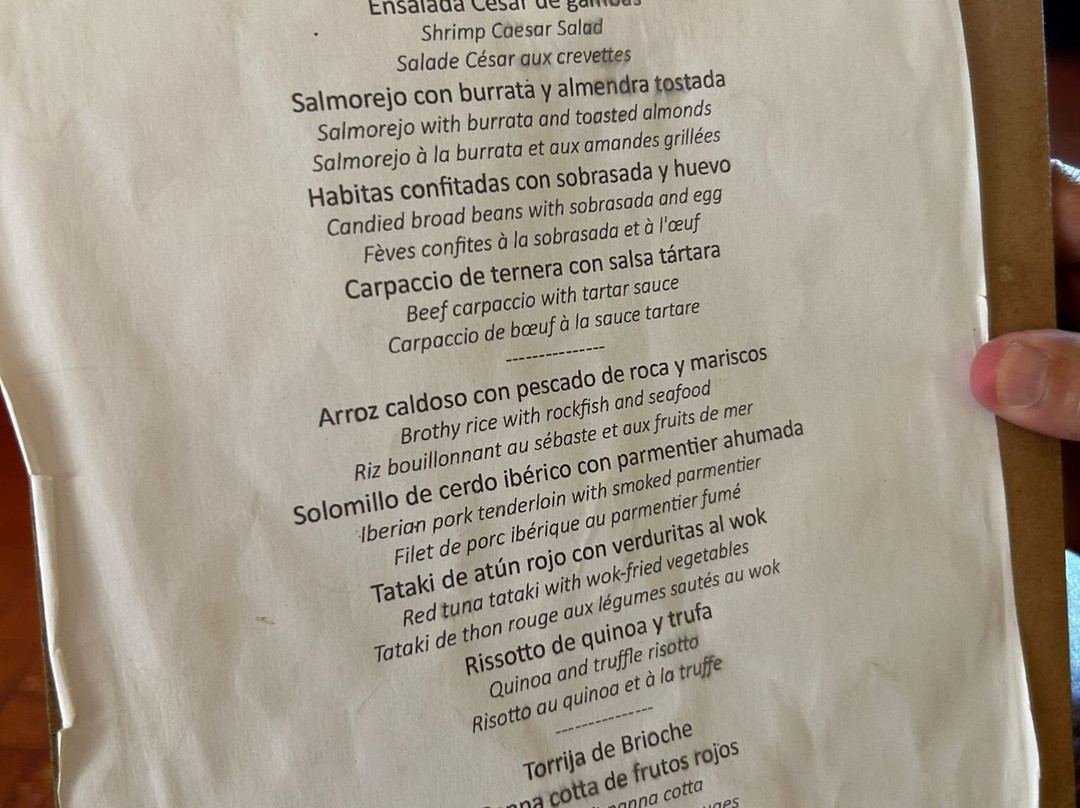 Ensalada César de gambas
Shrimp Caesar Salad
Salade César aux crevettes
Salmorejo con burrata y almendra tostada
Salmorejo with burrata and toasted almonds
Salmorejo à la burrata et aux amandes grillées
Habitas confitadas con sobrasada y huevo
Candied broad beans with sobrasada and egg
Fèves confites à la sobrasada et à l'œuf
Carpaccio de ternera con salsa tártara
Beef carpaccio with tartar sauce
Carpaccio de bœuf à la sauce tartare
---------------
Arroz caldoso con pescado de roca y mariscos
Brothy rice with rockfish and seafood
Riz bouillonnant au sébaste et aux fruits de mer
Solomillo de cerdo ibérico con parmentier ahumada
Iberian pork tenderloin with smoked parmentier
Filet de porc ibérique au parmentier fumé
Tataki de atún rojo con verduritas al wok
Red tuna tataki with wok-fried vegetables
Tataki de thon rouge aux légumes sautés au wok
Rissotto de quinoa y trufa
Quinoa and truffle risotto
Risotto au quinoa et à la truffe
---------------
Torrija de Brioche
cotta de frutos rojos
panna cotta